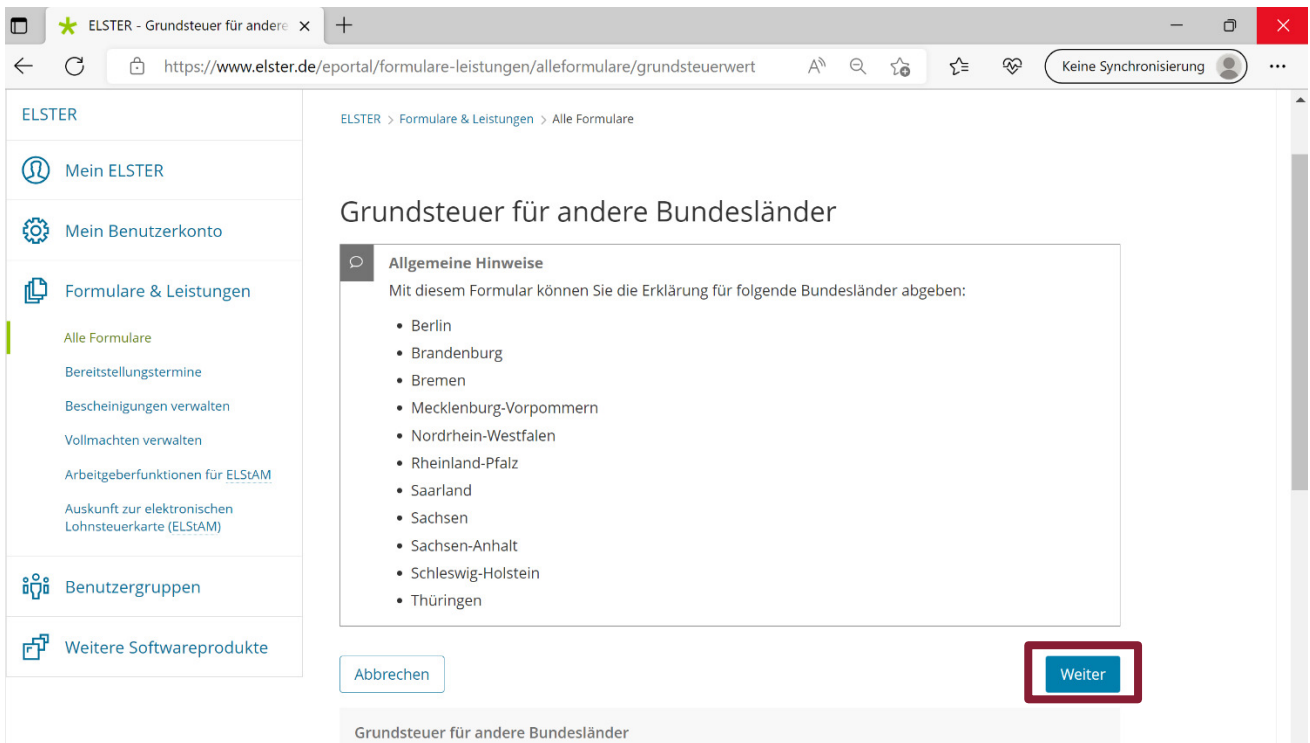 ELSTER - Grundsteuer für andere
https://www.elster.de/eportal/formulare-leistungen/alleformulare/grundsteuerwert
Keine Synchronisierung
ELSTER
Mein ELSTER
Mein Benutzerkonto
Formulare & Leistungen
Alle Formulare
Bereitstellungstermine
Bescheinigungen verwalten
Vollmachten verwalten
Arbeitgeberfunktionen für ELStAM
Auskunft zur elektronischen
Lohnsteuerkarte (ELStAM)
Benutzergruppen
Weitere Softwareprodukte
ELSTER > Formulare & Leistungen > Alle Formulare
Grundsteuer für andere Bundesländer
Allgemeine Hinweise
Mit diesem Formular können Sie die Erklärung für folgende Bundesländer abgeben:
• Berlin
• Brandenburg
• Bremen
• Mecklenburg-Vorpommern
• Nordrhein-Westfalen
• Rheinland-Pfalz
• Saarland
• Sachsen
• Sachsen-Anhalt
• Schleswig-Holstein
• Thüringen
Abbrechen
Weiter
Grundsteuer für andere Bundesländer